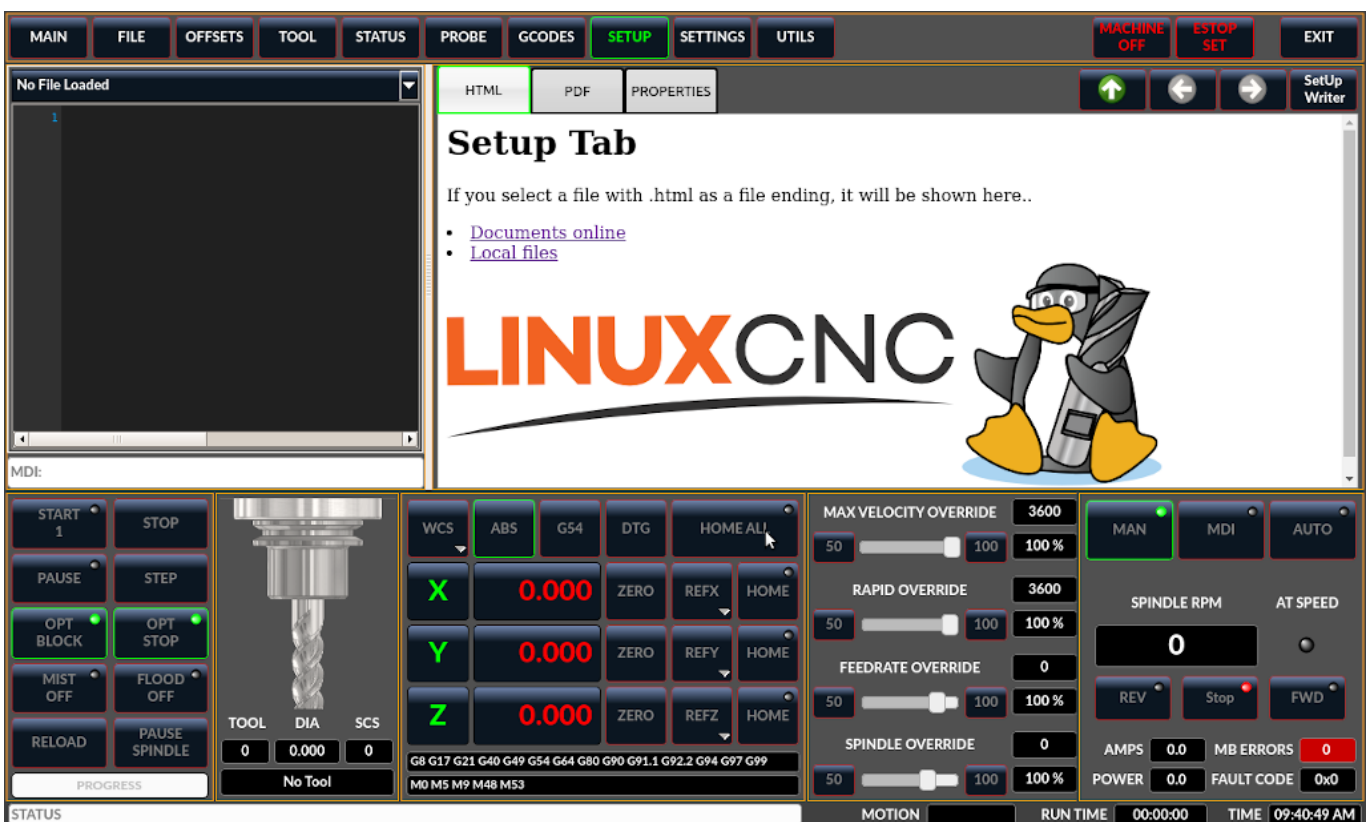 MAIN FILE OFFSETS TOOL STATUS PROBE GCODES SETUP SETTINGS UTILS MACHINE OFF ESTOP SET EXIT
No File Loaded
1
MDI:
HTML PDF PROPERTIES SetUp Writer
Setup Tab
If you select a file with .html as a file ending, it will be shown here..
• Documents online
• Local files
LINUXCNC
START 1 STOP
PAUSE STEP
OPT BLOCK OPT STOP
MIST OFF FLOOD OFF
RELOAD PAUSE SPINDLE
PROGRESS
TOOL DIA SCS
0 0.000 0
No Tool
WCS ABS G54 DTG HOME ALL
X 0.000 ZERO REFX HOME
Y 0.000 ZERO REFY HOME
Z 0.000 ZERO REFZ HOME
G8 G17 G21 G40 G49 G54 G64 G80 G90 G91.1 G92.2 G94 G97 G99
M0 M5 M9 M48 M53
MAX VELOCITY OVERRIDE 3600
50 100 100 %
RAPID OVERRIDE 3600
50 100 100 %
FEEDRATE OVERRIDE 0
50 100 100 %
SPINDLE OVERRIDE 0
50 100 100 %
MAN MDI AUTO
SPINDLE RPM AT SPEED
0
REV Stop FWD
AMPS 0.0 MB ERRORS 0
POWER 0.0 FAULT CODE 0x0
STATUS MOTION RUN TIME 00:00:00 TIME 09:40:49 AM